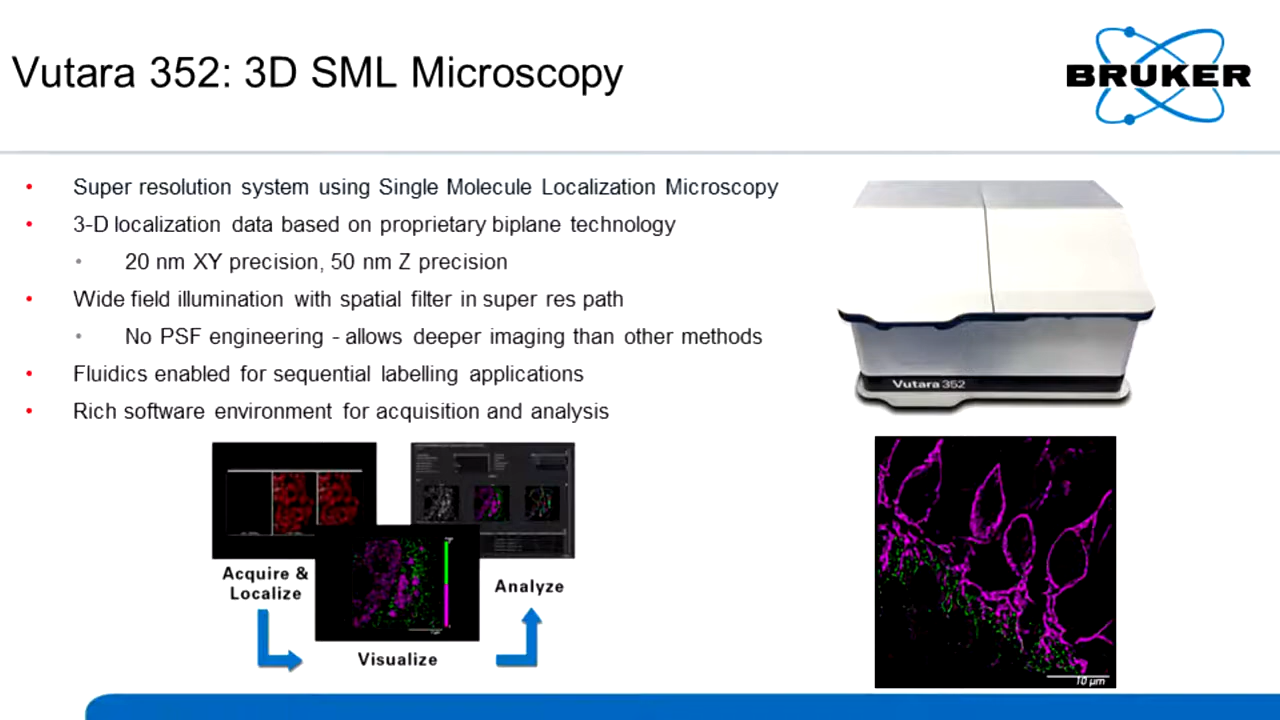 Vutara 352: 3D SML Microscopy
BRUKER
• Super resolution system using Single Molecule Localization Microscopy
• 3-D localization data based on proprietary biplane technology
• 20 nm XY precision, 50 nm Z precision
• Wide field illumination with spatial filter in super res path
• No PSF engineering - allows deeper imaging than other methods
• Fluidics enabled for sequential labelling applications
• Rich software environment for acquisition and analysis
Vutara 352
Acquire &
Localize
Visualize
Analyze
10 µm